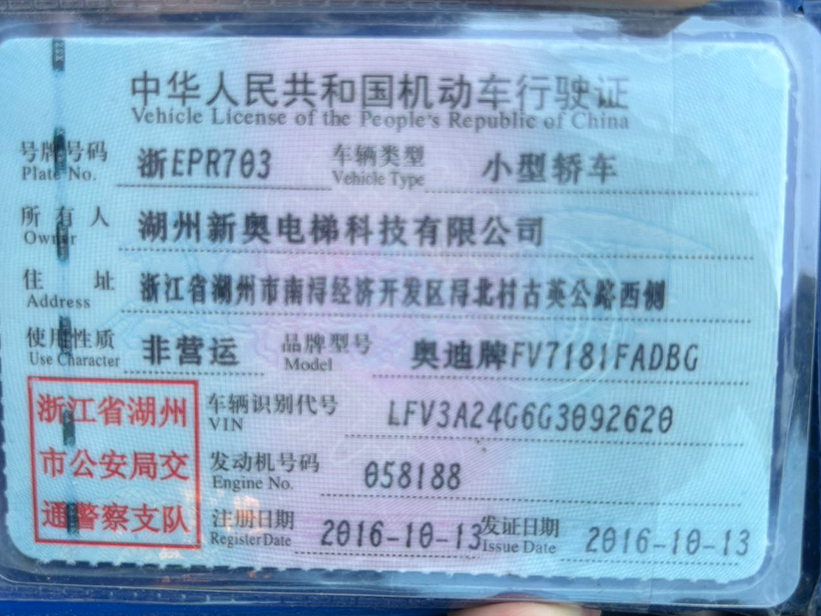 中华人民共和国机动车行驶证
Vehicle License of the People's Republic of China
号牌号码 浙EPR703 车辆类型 小型轿车
Plate No. Vehicle Type
所有人 湖州新奥电梯科技有限公司
Owner
住址 浙江省湖州市南浔经济开发区浔北村古英公路西侧
Address
使用性质 非营运 品牌型号 奥迪牌FV7181FADBG
Use Character Model
浙江省湖州 车辆识别代号 LFV3A24G6G3092620
VIN
市公安局交 发动机号码 058188
Engine No.
通警察支队 注册日期 2016-10-13 发证日期 2016-10-13
Register Date Issue Date